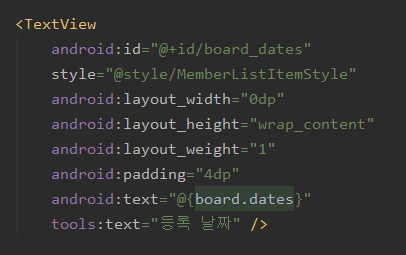 <TextView
android:id="@+id/board_dates"
style="@style/MemberListItemStyle"
android:layout_width="0dp"
android:layout_height="wrap_content"
android:layout_weight="1"
android:padding="4dp"
android:text="@{board.dates}"
tools:text="등록 날짜" />